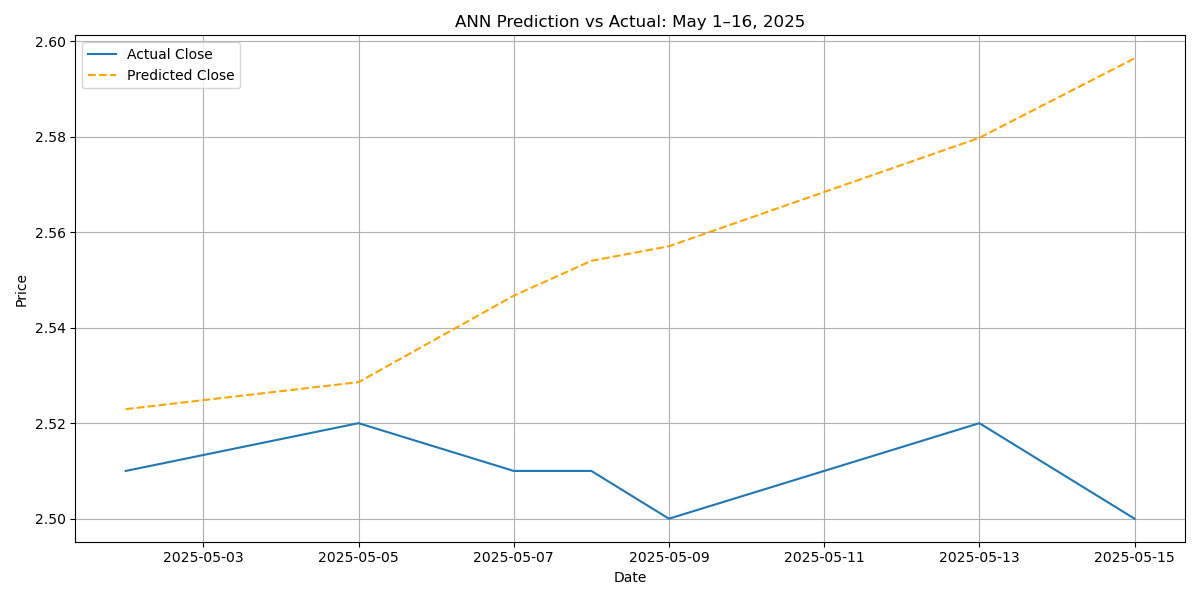 ANN Prediction vs Actual: May 1–16, 2025
Actual Close
Predicted Close
2.60
2.58
2.56
2.54
2.52
2.50
Price
2025-05-03 2025-05-05 2025-05-07 2025-05-09 2025-05-11 2025-05-13 2025-05-15
Date